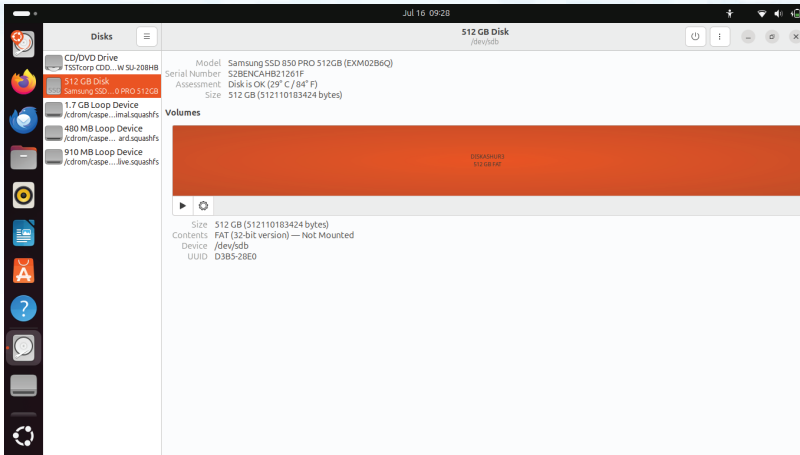 Jul 16 09:28
Disks
512 GB Disk
/dev/sdb
CD/DVD Drive
TSSTcorp CDD...W SU-208HB
512 GB Disk
Samsung SSD...0 PRO 512GB
1.7 GB Loop Device
/cdrom/caspe...imal.squashfs
480 MB Loop Device
/cdrom/caspe... ard.squashfs
910 MB Loop Device
/cdrom/caspe...live.squashfs
Model Samsung SSD 850 PRO 512GB (EXM02B6Q)
Serial Number S2BENCAHB21261F
Assessment Disk is OK (29° C / 84° F)
Size 512 GB (512110183424 bytes)
Volumes
DISKASHUR3
512 GB FAT
Size 512 GB (512110183424 bytes)
Contents FAT (32-bit version) — Not Mounted
Device /dev/sdb
UUID D3B5-28E0